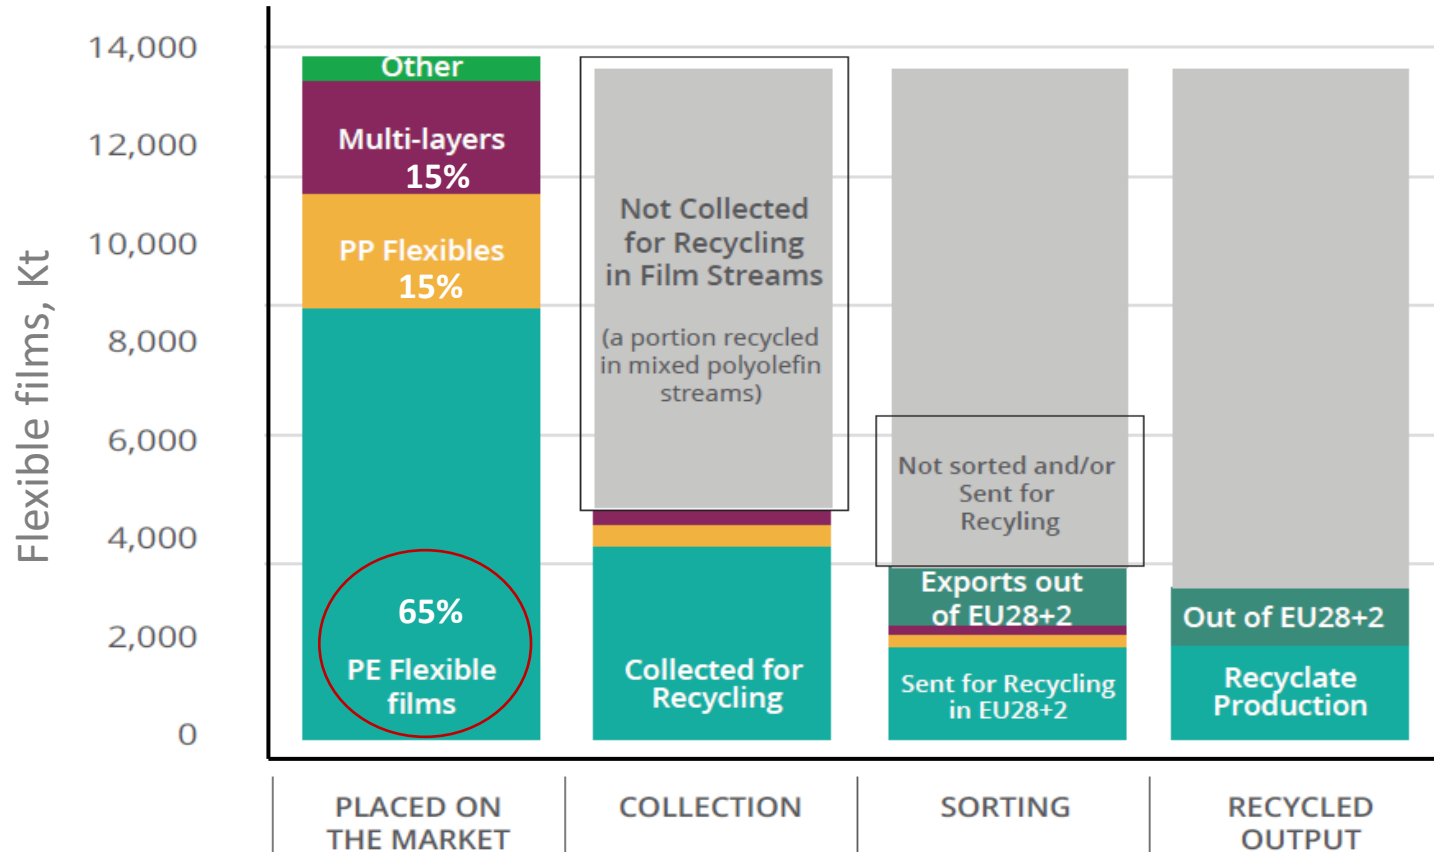 Flexible films, Kt
14,000
12,000
10,000
8,000
6,000
4,000
2,000
0
Other
Multi-layers
15%
PP Flexibles
15%
65%
PE Flexible
films
Not Collected
for Recycling
in Film Streams
(a portion recycled
in mixed polyolefin
streams)
Collected for
Recycling
Not sorted and/or
Sent for
Recyling
Exports out
of EU28+2
Sent for Recycling
in EU28+2
Out of EU28+2
Recyclate
Production
PLACED ON
THE MARKET
COLLECTION
SORTING
RECYCLED
OUTPUT